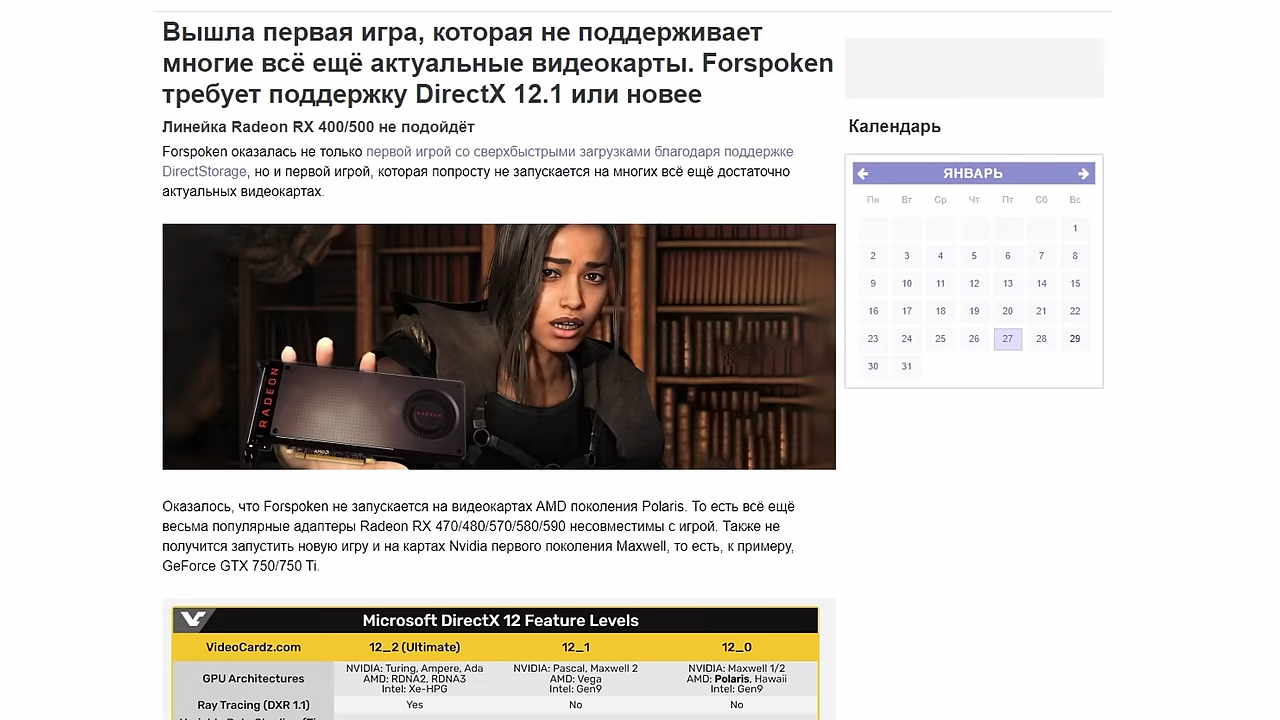 Вышла первая игра, которая не поддерживает
многие всё ещё актуальные видеокарты. Forspoken
требует поддержку DirectX 12.1 или новее
Линейка Radeon RX 400/500 не подойдёт
Forspoken оказалась не только первой игрой со сверхбыстрыми загрузками благодаря поддержке
DirectStorage, но и первой игрой, которая попросту не запускается на многих всё ещё достаточно
актуальных видеокартах.
RADEON
RADEON
AMD
Оказалось, что Forspoken не запускается на видеокартах AMD поколения Polaris. То есть всё ещё
весьма популярные адаптеры Radeon RX 470/480/570/580/590 несовместимы с игрой. Также не
получится запустить новую игру и на картах Nvidia первого поколения Maxwell, то есть, к примеру,
GeForce GTX 750/750 Ti.
Microsoft DirectX 12 Feature Levels
VideoCardz.com 12_2 (Ultimate) 12_1 12_0
NVIDIA: Turing, Ampere, Ada NVIDIA: Pascal, Maxwell 2 NVIDIA: Maxwell 1/2
GPU Architectures AMD: RDNA2, RDNA3 AMD: Vega AMD: Polaris, Hawaii
Intel: Xe-HPG Intel: Gen9 Intel: Gen9
Ray Tracing (DXR 1.1) Yes No No
Календарь
ЯНВАРЬ
Пн Вт Ср Чт Пт Сб Вс
1
2 3 4 5 6 7 8
9 10 11 12 13 14 15
16 17 18 19 20 21 22
23 24 25 26 27 28 29
30 31